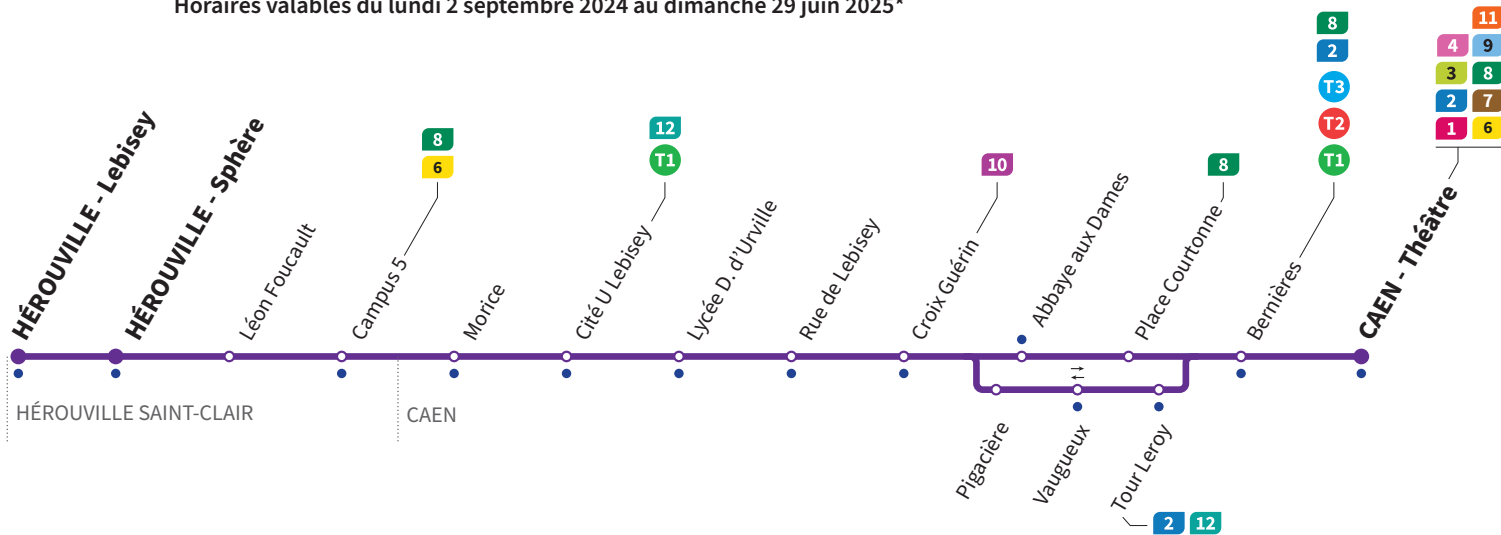 Horaires valables du lundi 2 septembre 2024 au dimanche 29 juin 2025*
HÉROUVILLE - Lebisey
HÉROUVILLE - Sphère
Léon Foucault
8
6
Campus 5
Morice
12
T1
Cité U Lebisey
Lycée D. d'Urville
Rue de Lebisey
10
Croix Guérin
Abbaye aux Dames
8
Place Courtonne
8
2
T3
T2
T1
Bernières
11
4 9
3 8
2 7
1 6
CAEN - Théâtre
HÉROUVILLE SAINT-CLAIR
CAEN
Pigacière
Vaugueux
Tour Leroy
2 12